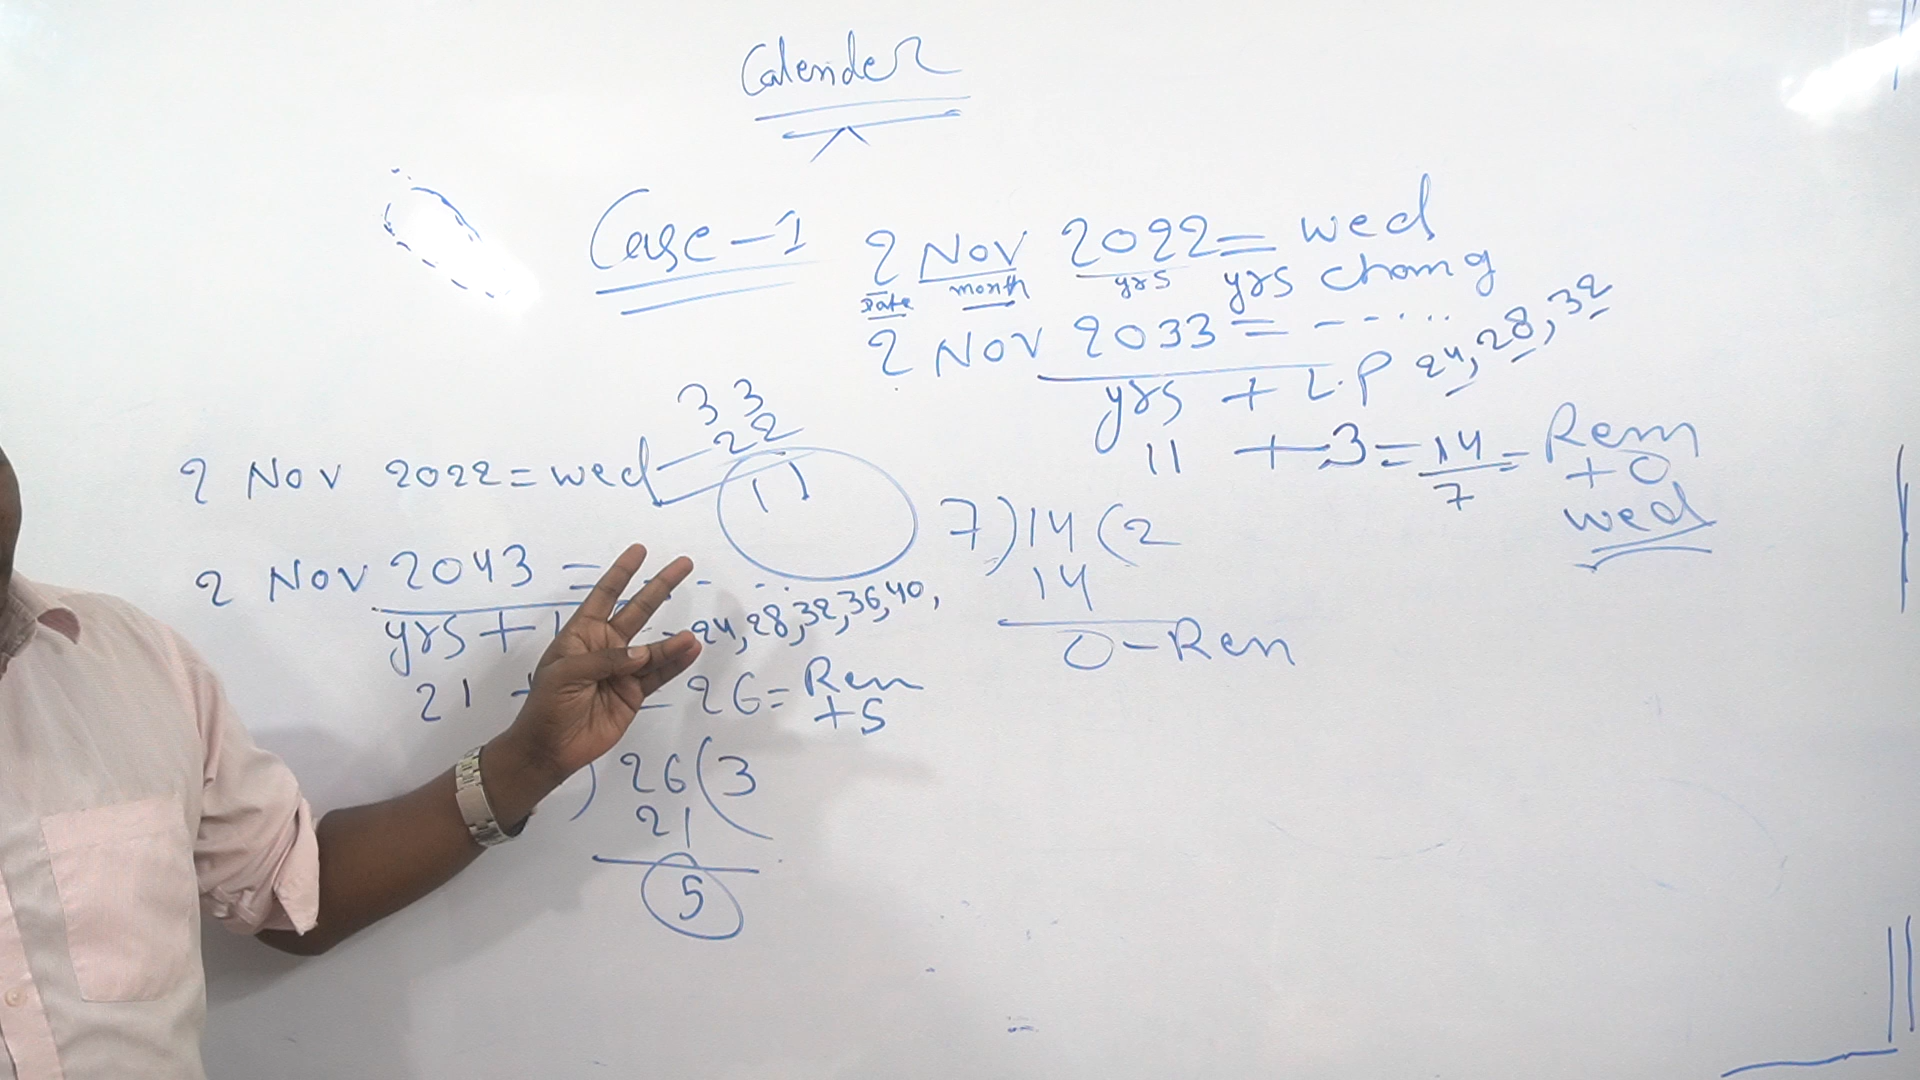 Calender
Case-1
2 Nov 2022 = wed
Date month yrs yrs chang
2 Nov 2033 = - - - - -
yrs + L.P 24, 28, 32
11 + 3 = 14/7 = Rem
+0
wed
7)14(2
14
0-Rem
33
22
11
2 Nov 2022 = wed
2 Nov 2043 =
yrs + 24, 28, 32, 36, 40,
21 + = 26 = Rem
+5
)26(3
21
5